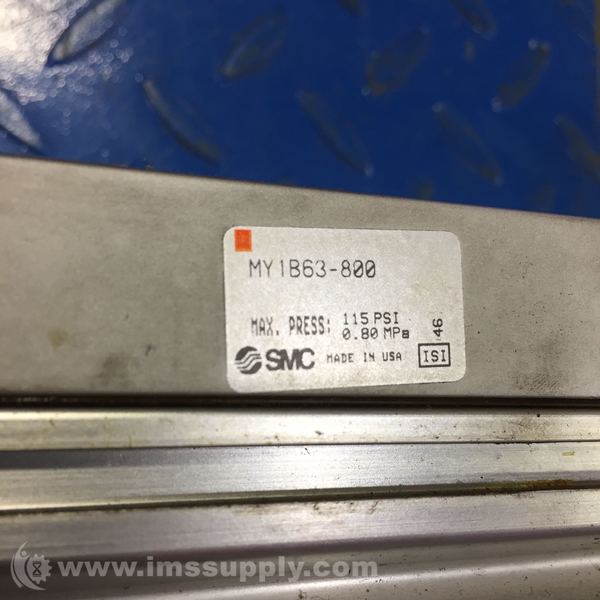 MY1B63-800
MAX. PRESS: 115 PSI
0.80 MPa
46
SMC MADE IN USA ISI
www.imssupply.com